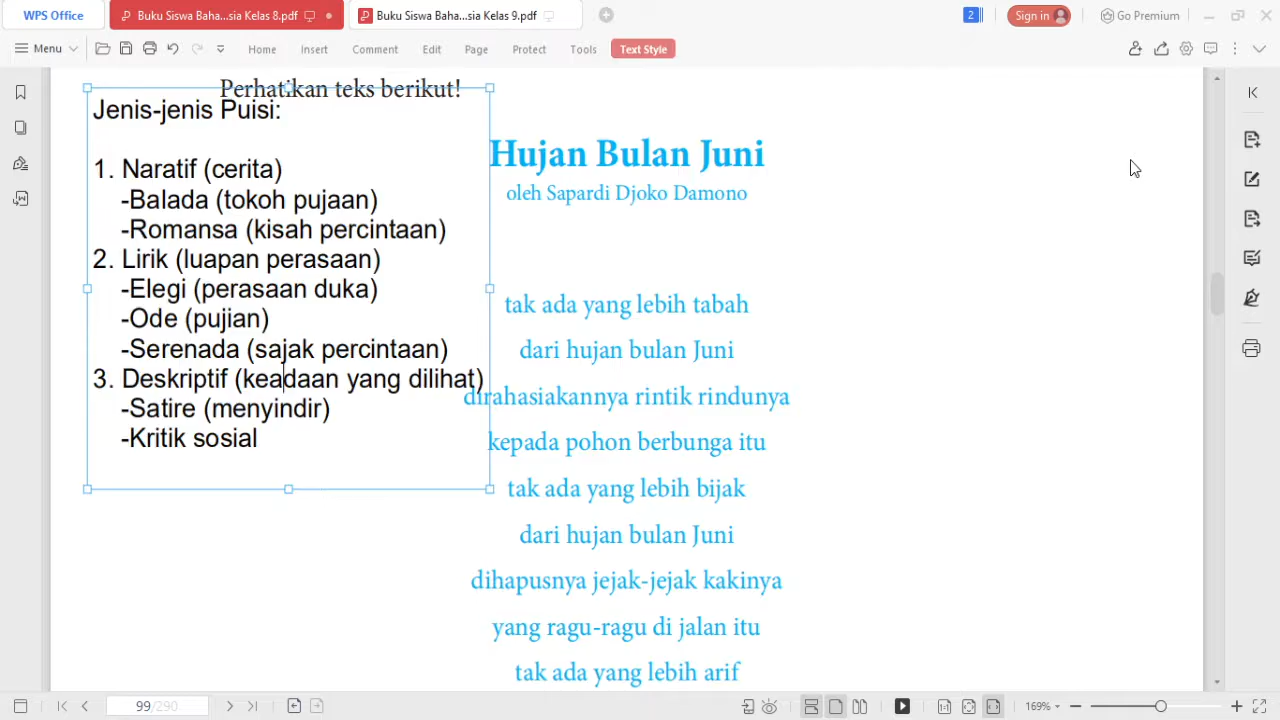 WPS Office
Buku Siswa Baha...sia Kelas 8.pdf
Buku Siswa Baha...sia Kelas 9.pdf
2
Sign in
Go Premium
Menu
Home
Insert
Comment
Edit
Page
Protect
Tools
Text Style
Perhatikan teks berikut!
Jenis-jenis Puisi:
1. Naratif (cerita)
-Balada (tokoh pujaan)
-Romansa (kisah percintaan)
2. Lirik (luapan perasaan)
-Elegi (perasaan duka)
-Ode (pujian)
-Serenada (sajak percintaan)
3. Deskriptif (keadaan yang dilihat)
-Satire (menyindir)
-Kritik sosial
Hujan Bulan Juni
oleh Sapardi Djoko Damono
tak ada yang lebih tabah
dari hujan bulan Juni
dirahasiakannya rintik rindunya
kepada pohon berbunga itu
tak ada yang lebih bijak
dari hujan bulan Juni
dihapusnya jejak-jejak kakinya
yang ragu-ragu di jalan itu
tak ada yang lebih arif
99/290
169%